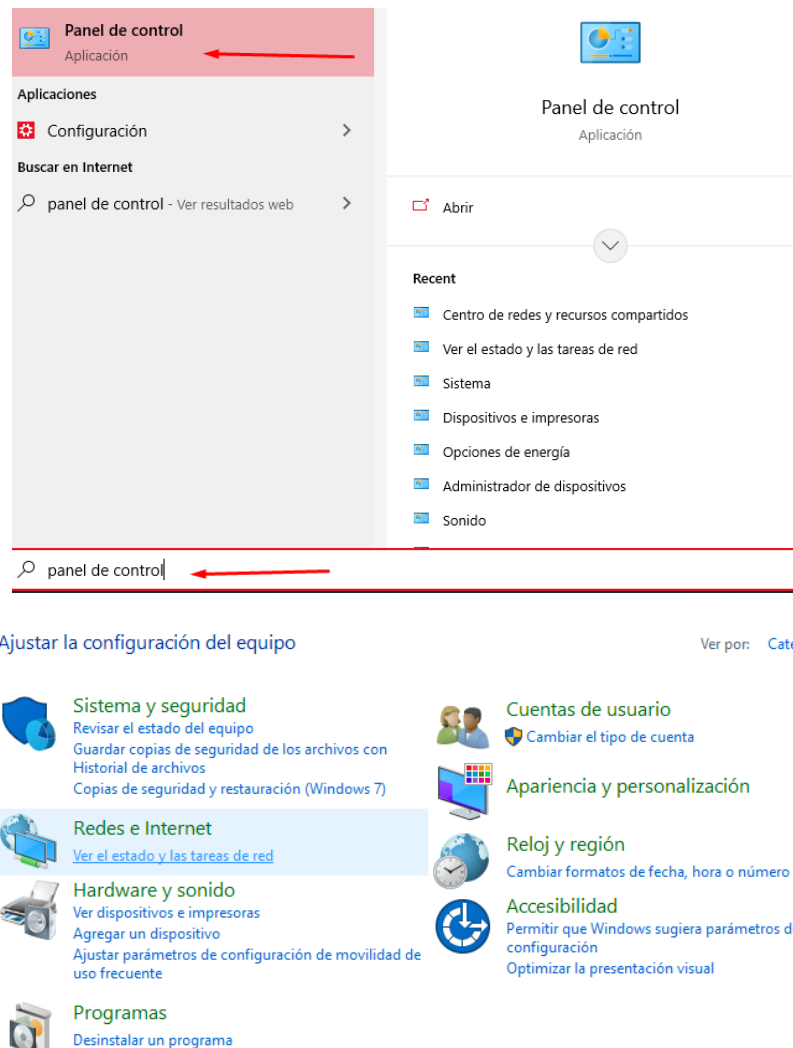 Panel de control
Aplicación
Aplicaciones
Configuración
Buscar en Internet
panel de control - Ver resultados web
Panel de control
Aplicación
Abrir
Recent
Centro de redes y recursos compartidos
Ver el estado y las tareas de red
Sistema
Dispositivos e impresoras
Opciones de energía
Administrador de dispositivos
Sonido
panel de control
Ajustar la configuración del equipo
Ver por:
Sistema y seguridad
Revisar el estado del equipo
Guardar copias de seguridad de los archivos con
Historial de archivos
Copias de seguridad y restauración (Windows 7)
Redes e Internet
Ver el estado y las tareas de red
Hardware y sonido
Ver dispositivos e impresoras
Agregar un dispositivo
Ajustar parámetros de configuración de movilidad de
uso frecuente
Programas
Desinstalar un programa
Cuentas de usuario
Cambiar el tipo de cuenta
Apariencia y personalización
Reloj y región
Cambiar formatos de fecha, hora o número
Accesibilidad
Permitir que Windows sugiera parámetros d
configuración
Optimizar la presentación visual